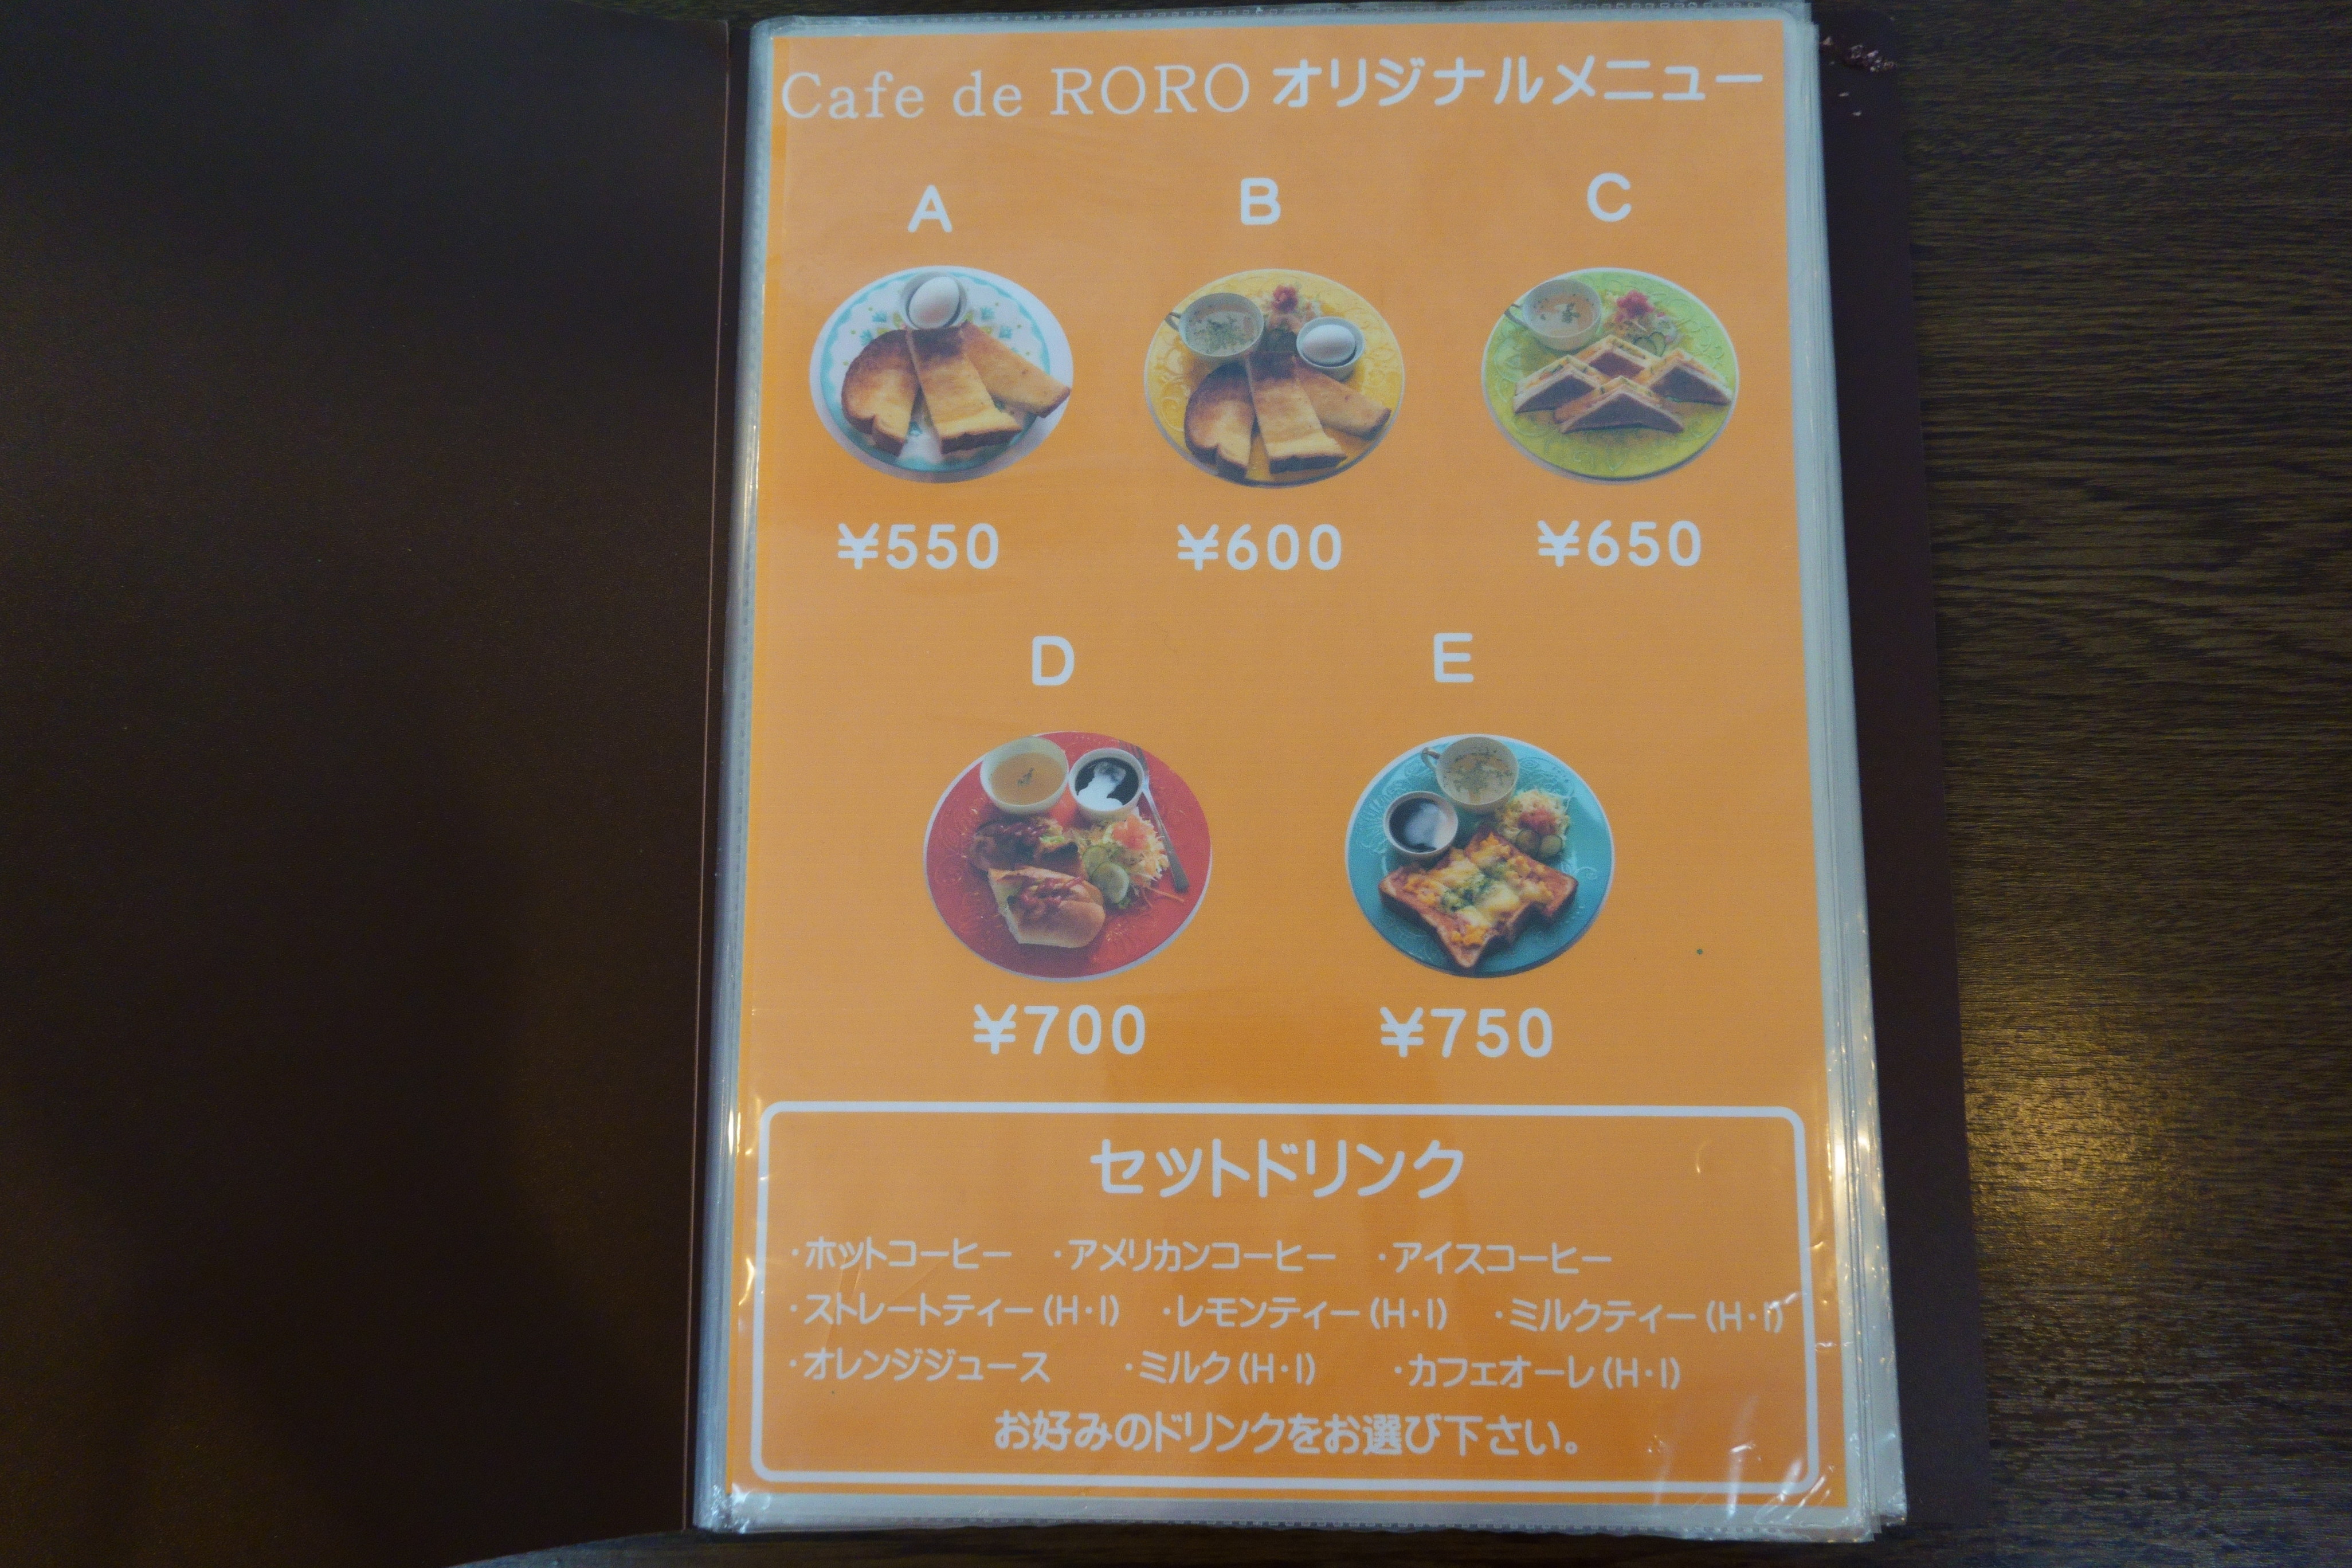 Cafe de RORO オリジナルメニュー
A B C
¥550 ¥600 ¥650
D E
¥700 ¥750
セットドリンク
・ホットコーヒー ・アメリカンコーヒー ・アイスコーヒー
・ストレートティー(H・I) ・レモンティー(H・I) ・ミルクティー(H・I)
・オレンジジュース ・ミルク(H・I) ・カフェオーレ(H・I)
お好みのドリンクをお選び下さい。